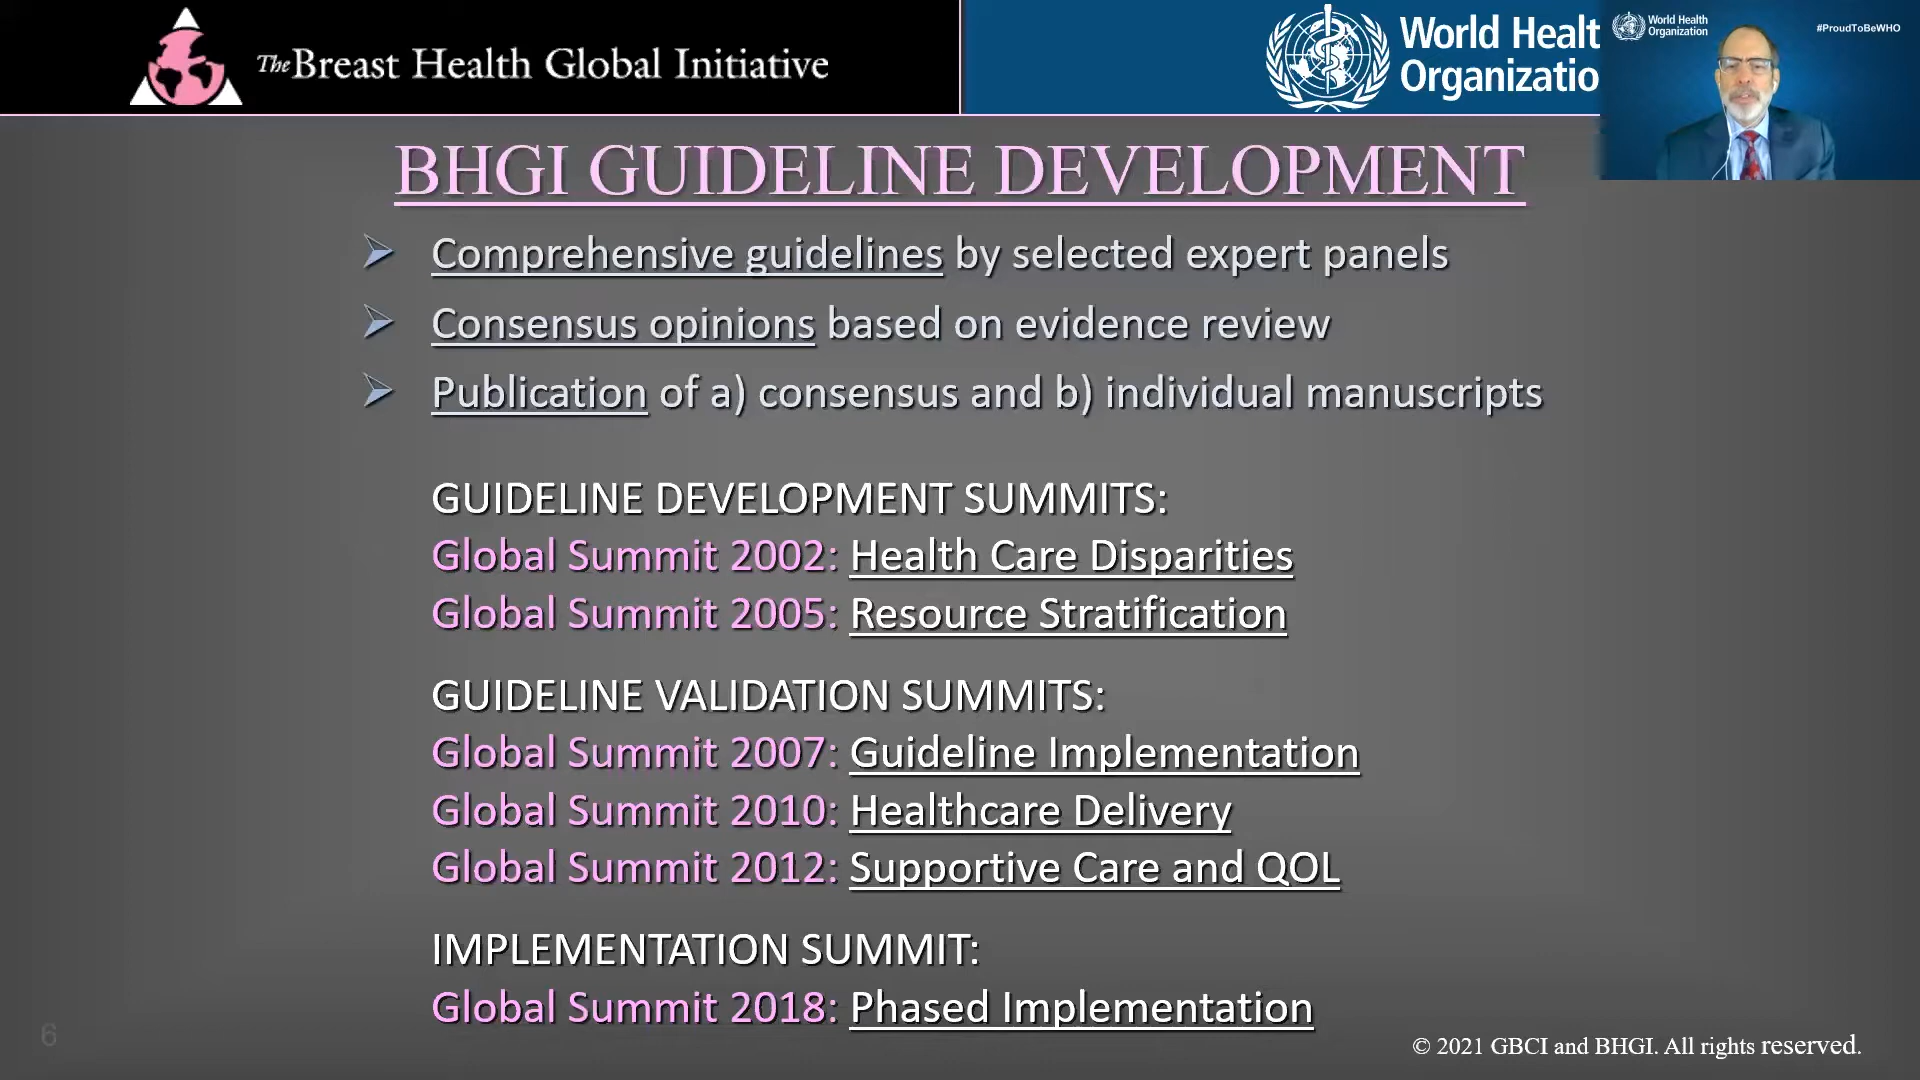 The Breast Health Global Initiative
World Healt
Organizatio
World Health
Organization
#ProudToBeWHO
BHGI GUIDELINE DEVELOPMENT
Comprehensive guidelines by selected expert panels
Consensus opinions based on evidence review
Publication of a) consensus and b) individual manuscripts
GUIDELINE DEVELOPMENT SUMMITS:
Global Summit 2002: Health Care Disparities
Global Summit 2005: Resource Stratification
GUIDELINE VALIDATION SUMMITS:
Global Summit 2007: Guideline Implementation
Global Summit 2010: Healthcare Delivery
Global Summit 2012: Supportive Care and QOL
IMPLEMENTATION SUMMIT:
Global Summit 2018: Phased Implementation
6
© 2021 GBCI and BHGI. All rights reserved.